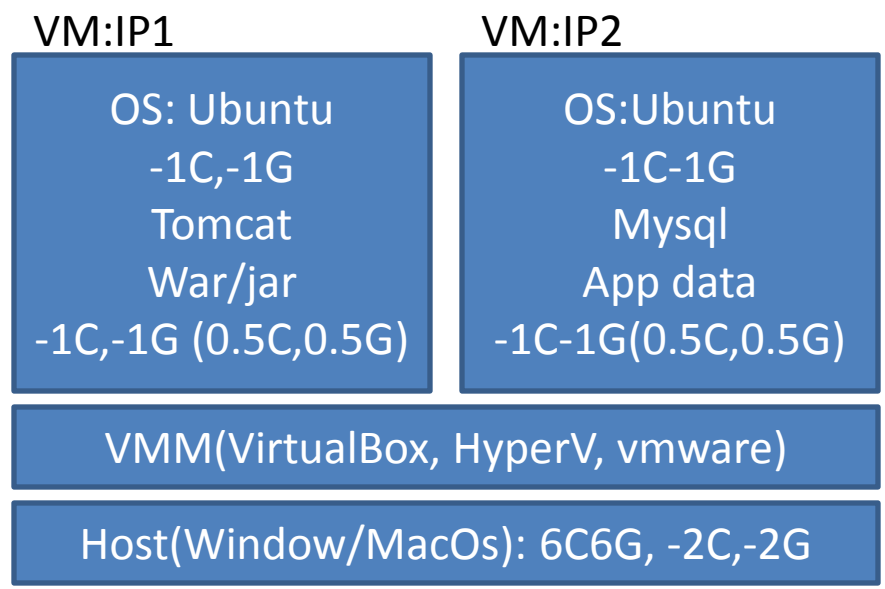 VM:IP1
VM:IP2
OS: Ubuntu
-1C,-1G
Tomcat
War/jar
-1C,-1G (0.5C,0.5G)
OS:Ubuntu
-1C-1G
Mysql
App data
-1C-1G(0.5C,0.5G)
VMM(VirtualBox, HyperV, vmware)
Host(Window/MacOs): 6C6G, -2C,-2G